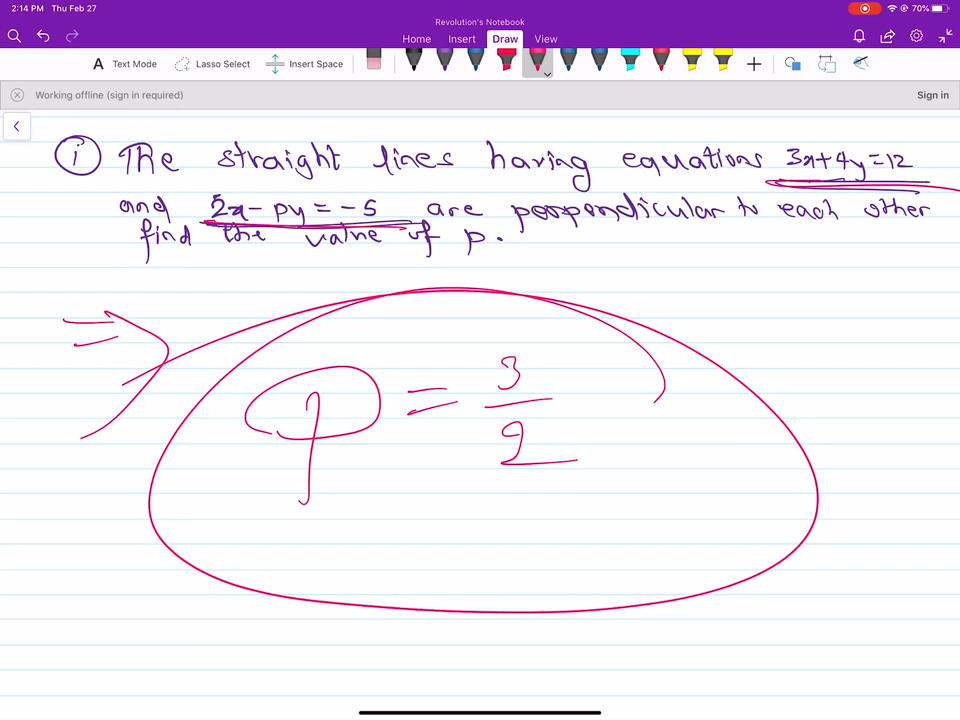 2:14 PM Thu Feb 27
70%
Revolution's Notebook
Home Insert Draw View
A Text Mode Lasso Select Insert Space
Working offline (sign in required) Sign in
i The straight lines having equations 3x+4y=12
and 2x-py=-5 are perpendicular to each other
find the value of p.
p = 3/2